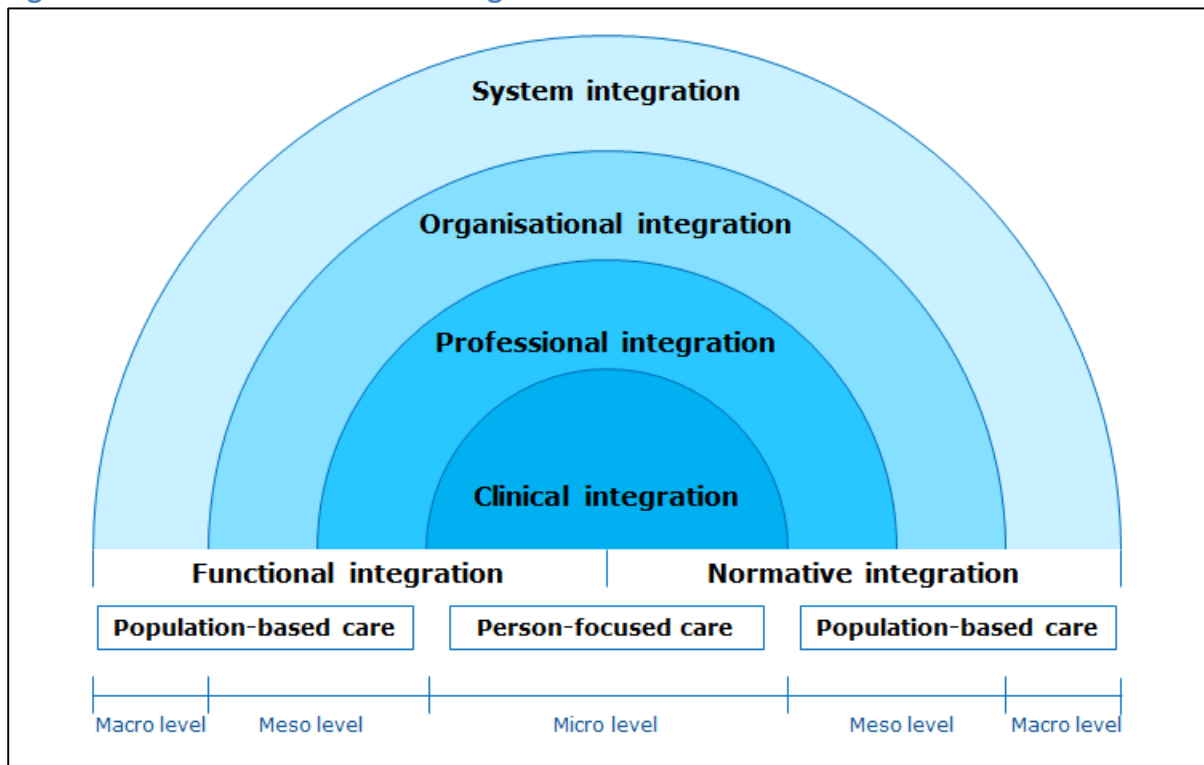 System integration
Organisational integration
Professional integration
Clinical integration
Functional integration Normative integration
Population-based care Person-focused care Population-based care
Macro level Meso level Micro level Meso level Macro level